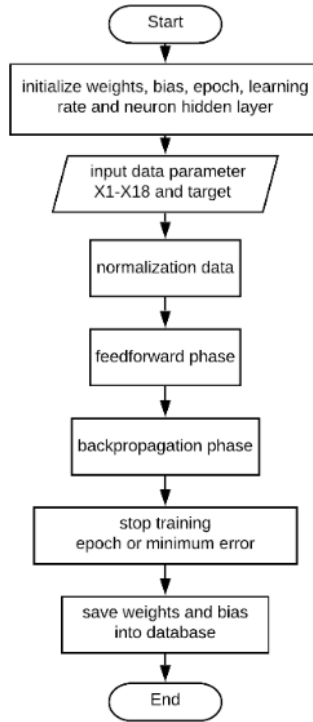 Start
initialize weights, bias, epoch, learning
rate and neuron hidden layer
input data parameter
X1-X18 and target
normalization data
feedforward phase
backpropagation phase
stop training
epoch or minimum error
save weights and bias
into database
End